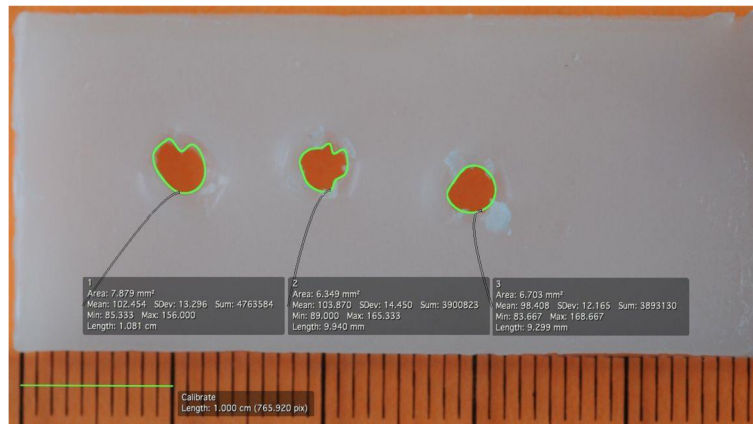 1
Area: 7.879 mm²
Mean: 102.454 SDev: 13.296 Sum: 4763584
Min: 85.333 Max: 156.000
Length: 1.081 cm
2
Area: 6.349 mm²
Mean: 103.870 SDev: 14.450 Sum: 3900823
Min: 89.000 Max: 165.333
Length: 9.940 mm
3
Area: 6.703 mm²
Mean: 98.408 SDev: 12.165 Sum: 3893130
Min: 83.667 Max: 168.667
Length: 9.299 mm
Calibrate
Length: 1.000 cm (765.920 pix)